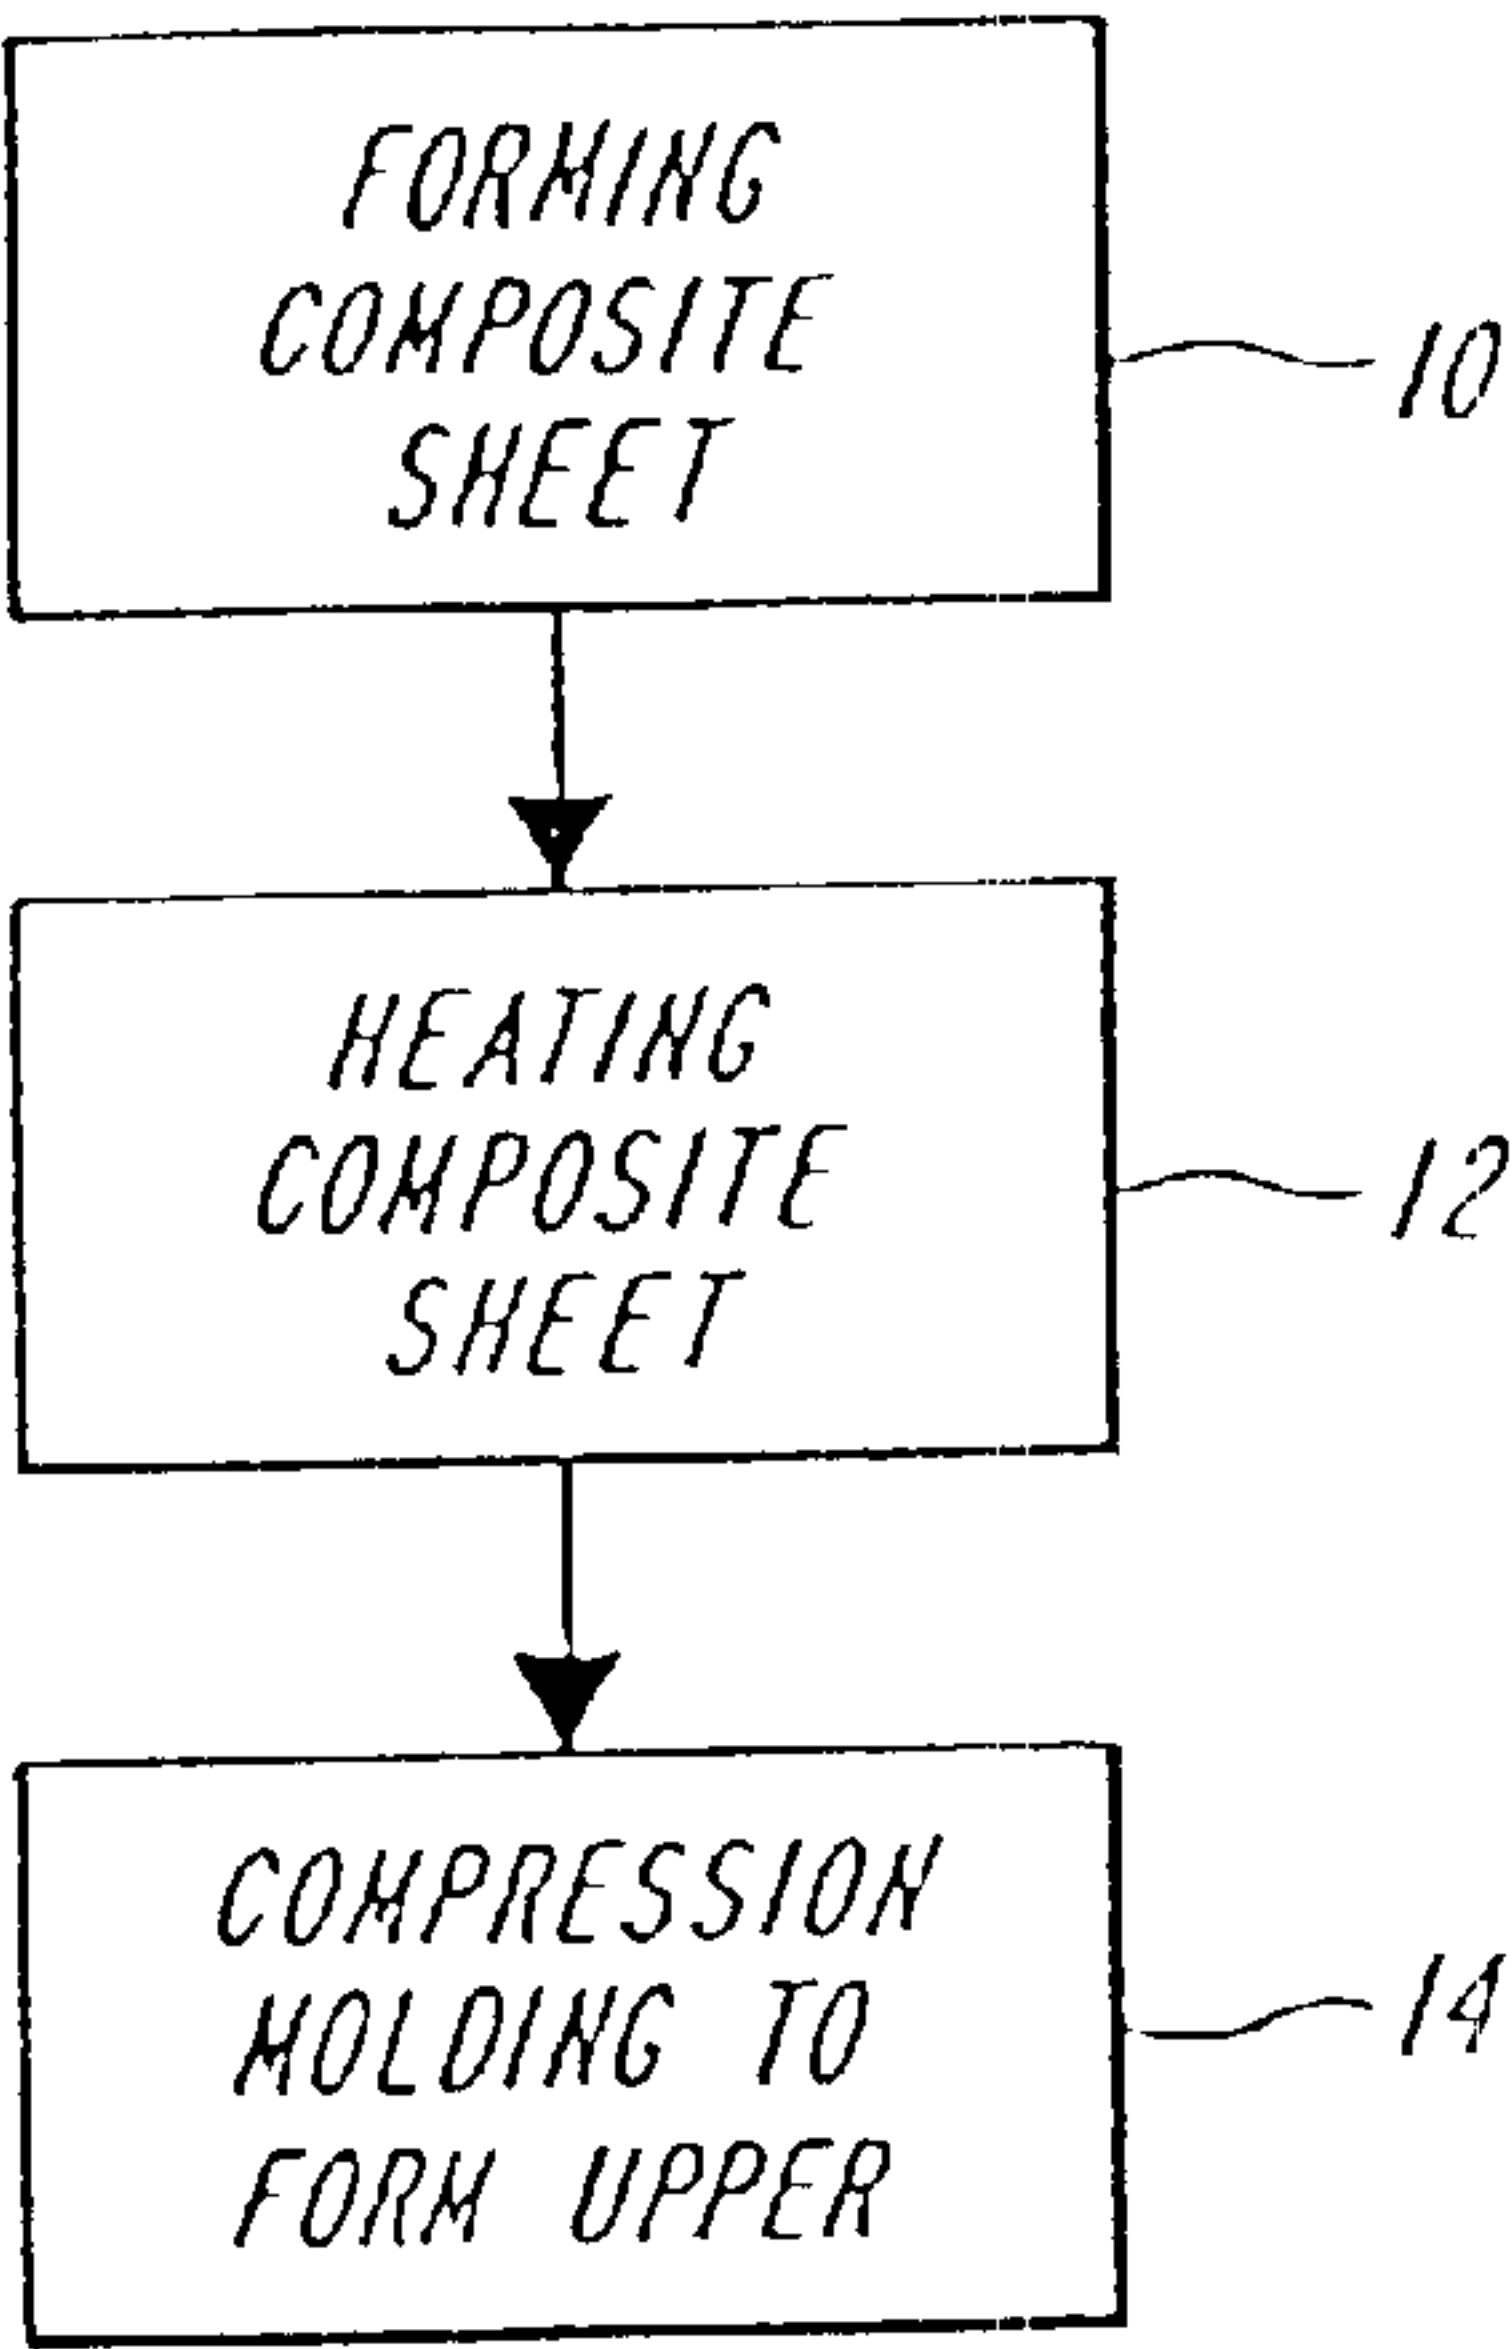 FORMING
COMPOSITE
SHEET
10
HEATING
COMPOSITE
SHEET
12
COMPRESSION
MOLDING TO
FORM UPPER
14